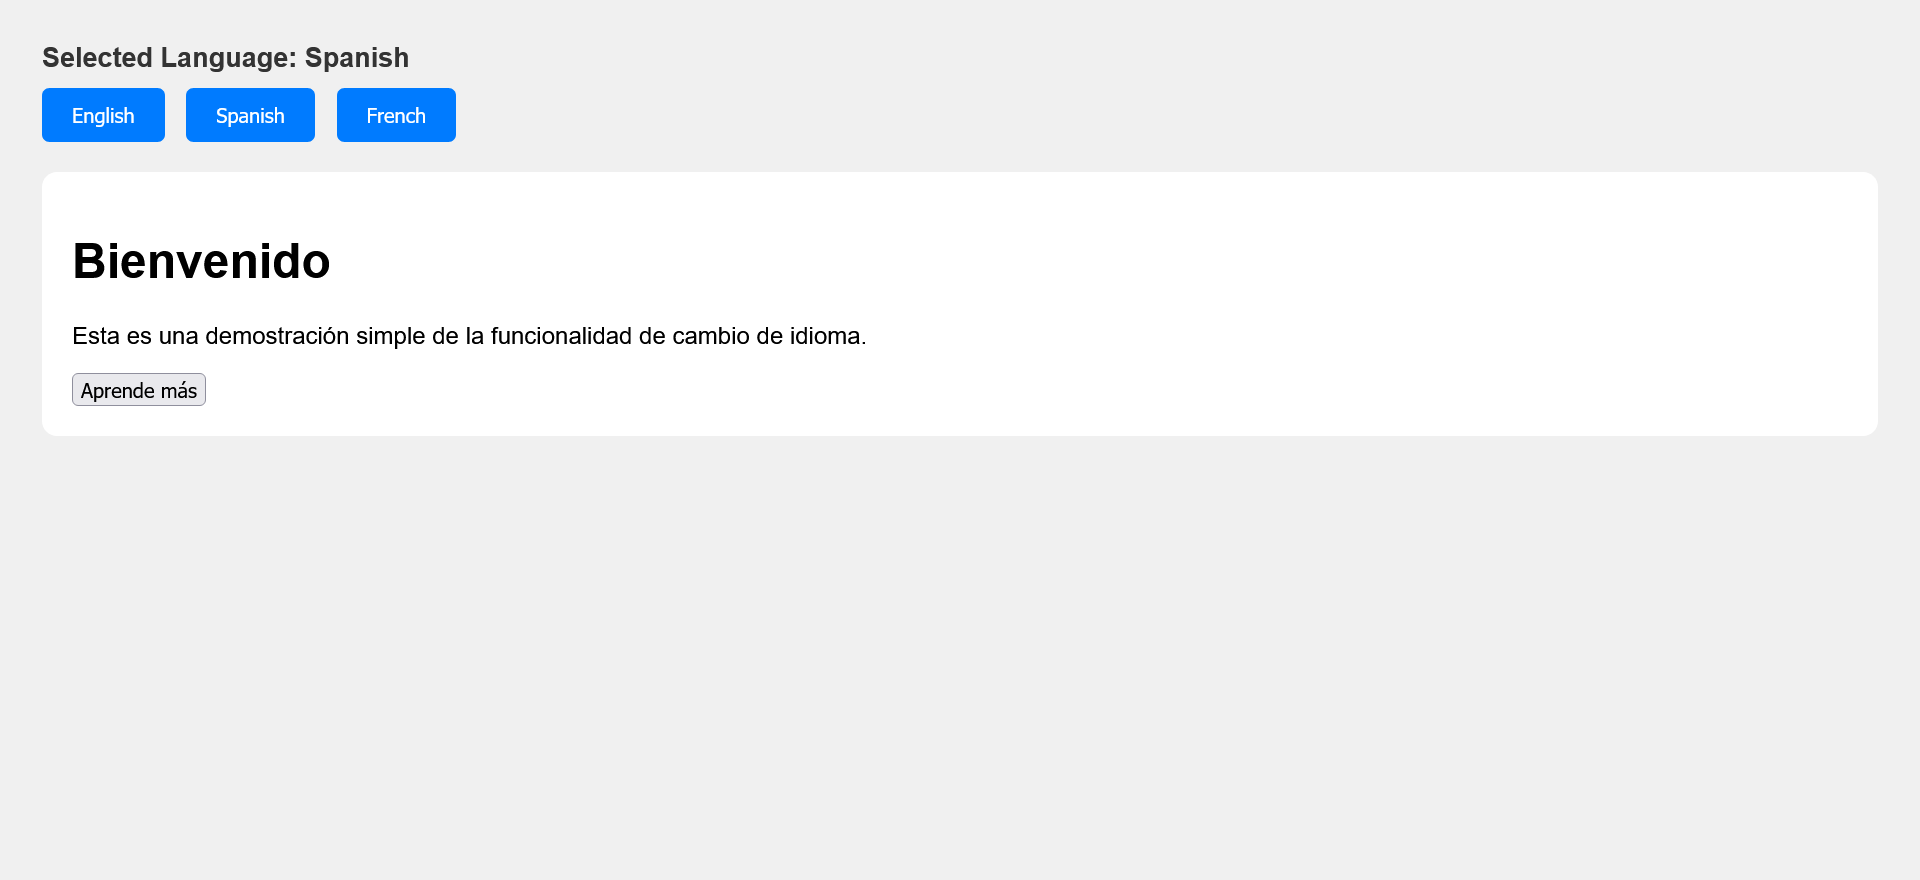 Selected Language: Spanish
English Spanish French
Bienvenido
Esta es una demostración simple de la funcionalidad de cambio de idioma.
Aprende más